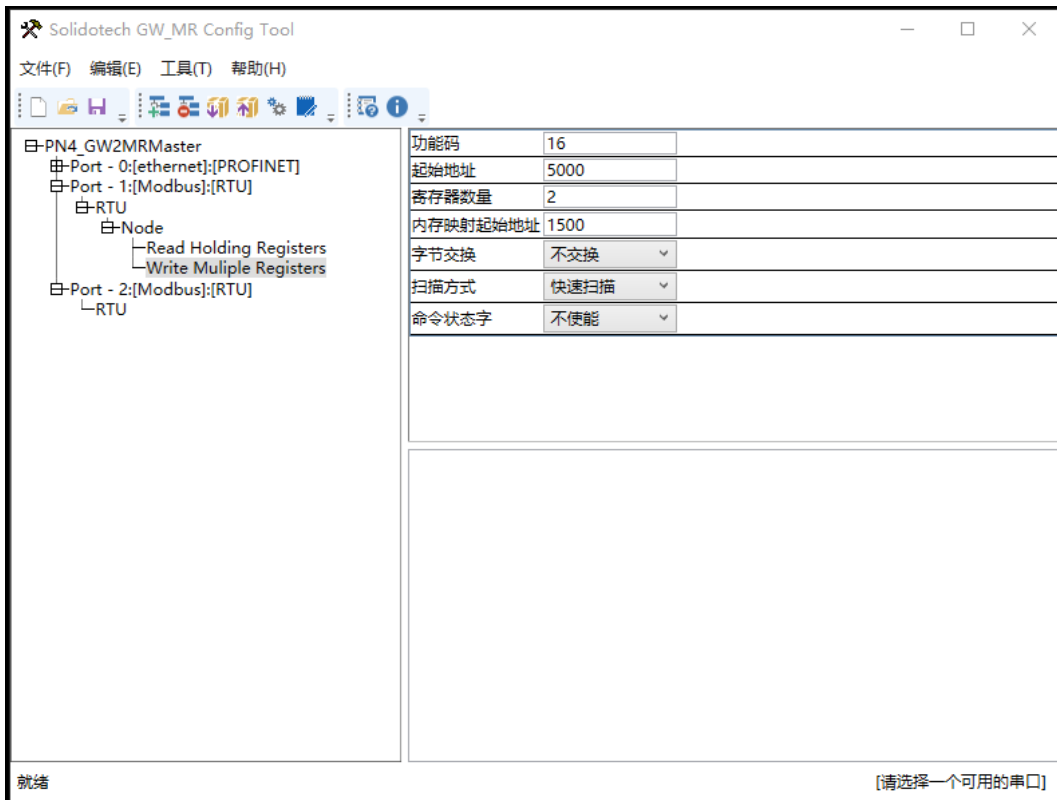 Solidotech GW_MR Config Tool
文件(F) 编辑(E) 工具(T) 帮助(H)
PN4_GW2MRMaster
Port - 0:[ethernet]:[PROFINET]
Port - 1:[Modbus]:[RTU]
RTU
Node
Read Holding Registers
Write Muliple Registers
Port - 2:[Modbus]:[RTU]
RTU
功能码 16
起始地址 5000
寄存器数量 2
内存映射起始地址 1500
字节交换 不交换
扫描方式 快速扫描
命令状态字 不使能
就绪 [请选择一个可用的串口]